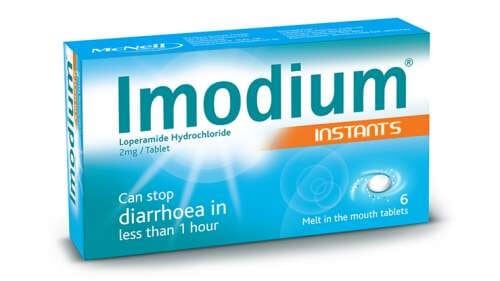 McNeil
Imodium
Imodium®
Loperamide Hydrochloride
2mg / Tablet
INSTANTS
Can stop
diarrhoea in
less than 1 hour
6
Melt in the mouth tablets